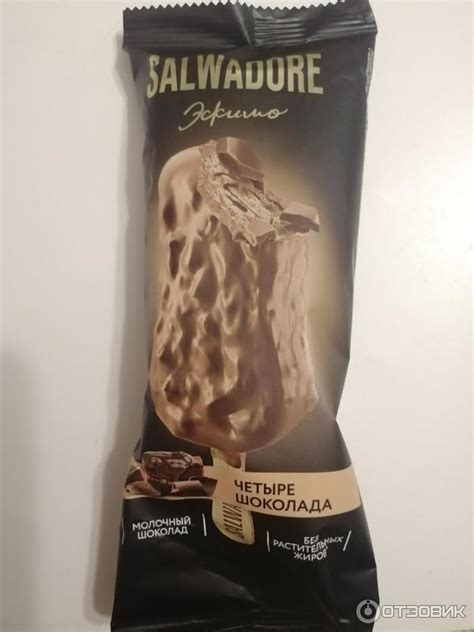 SALWADORE
Эскимо
ЧЕТЫРЕ
ШОКОЛАДА
МОЛОЧНЫЙ
ШОКОЛАД
БЕЗ
РАСТИТЕЛЬНЫХ
ЖИРОВ
ОТЗОВИК